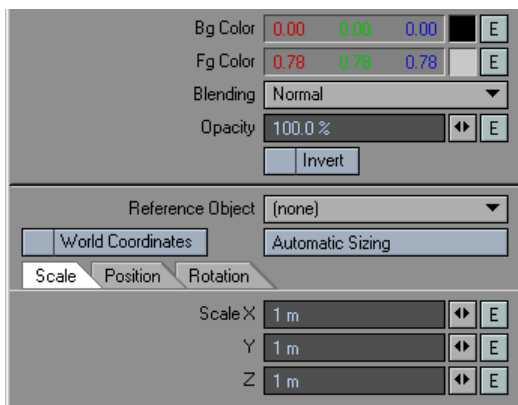 Bg Color 0.00 0.00 0.00 E
Fg Color 0.78 0.78 0.78 E
Blending Normal
Opacity 100.0 % E
Invert
Reference Object (none)
World Coordinates Automatic Sizing
Scale Position Rotation
Scale X 1 m E
Y 1 m E
Z 1 m E